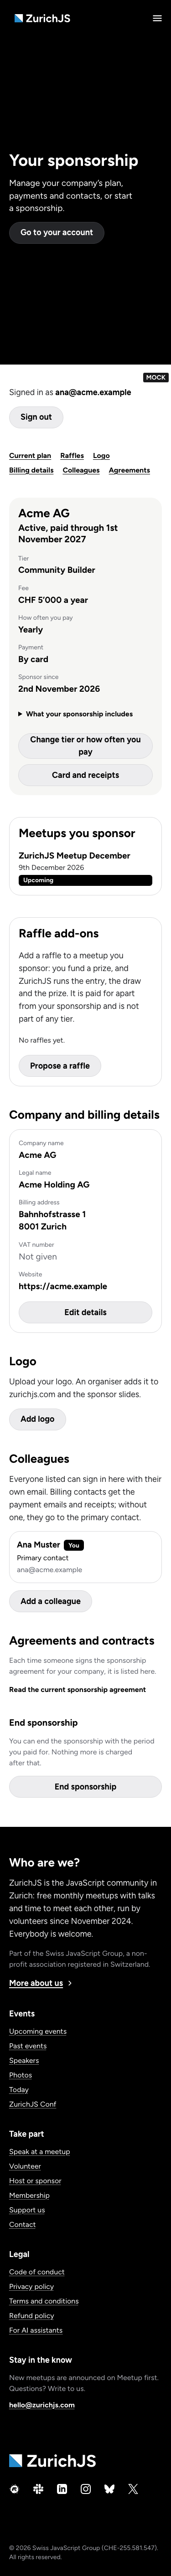 ZurichJS
Your sponsorship
Manage your company's plan,
payments and contacts, or start
a sponsorship.
Go to your account
MOCK
Signed in as ana@acme.example
Sign out
Current plan Raffles Logo
Billing details Colleagues Agreements
Acme AG
Active, paid through 1st
November 2027
Tier
Community Builder
Fee
CHF 5'000 a year
How often you pay
Yearly
Payment
By card
Sponsor since
2nd November 2026
What your sponsorship includes
Change tier or how often you
pay
Card and receipts
Meetups you sponsor
ZurichJS Meetup December
9th December 2026
Upcoming
Raffle add-ons
Add a raffle to a meetup you
sponsor: you fund a prize, and
ZurichJS runs the entry, the draw
and the prize. It is paid for apart
from your sponsorship and is not
part of any tier.
No raffles yet.
Propose a raffle
Company and billing details
Company name
Acme AG
Legal name
Acme Holding AG
Billing address
Bahnhofstrasse 1
8001 Zurich
VAT number
Not given
Website
https://acme.example
Edit details
Logo
Upload your logo. An organiser adds it to
zurichjs.com and the sponsor slides.
Add logo
Colleagues
Everyone listed can sign in here with their
own email. Billing contacts get the
payment emails and receipts; without
one, they go to the primary contact.
Ana Muster You
Primary contact
ana@acme.example
Add a colleague
Agreements and contracts
Each time someone signs the sponsorship
agreement for your company, it is listed here.
Read the current sponsorship agreement
End sponsorship
You can end the sponsorship with the period
you paid for. Nothing more is charged
after that.
End sponsorship
Who are we?
ZurichJS is the JavaScript community in
Zurich: free monthly meetups with talks
and time to meet each other, run by
volunteers since November 2024.
Everybody is welcome.
Part of the Swiss JavaScript Group, a non-
profit association registered in Switzerland.
More about us
Events
Upcoming events
Past events
Speakers
Photos
Today
ZurichJS Conf
Take part
Speak at a meetup
Volunteer
Host or sponsor
Membership
Support us
Contact
Legal
Code of conduct
Privacy policy
Terms and conditions
Refund policy
For AI assistants
Stay in the know
New meetups are announced on Meetup first.
Questions? Write to us.
hello@zurichjs.com
ZurichJS
© 2026 Swiss JavaScript Group (CHE-255.581.547).
All rights reserved.